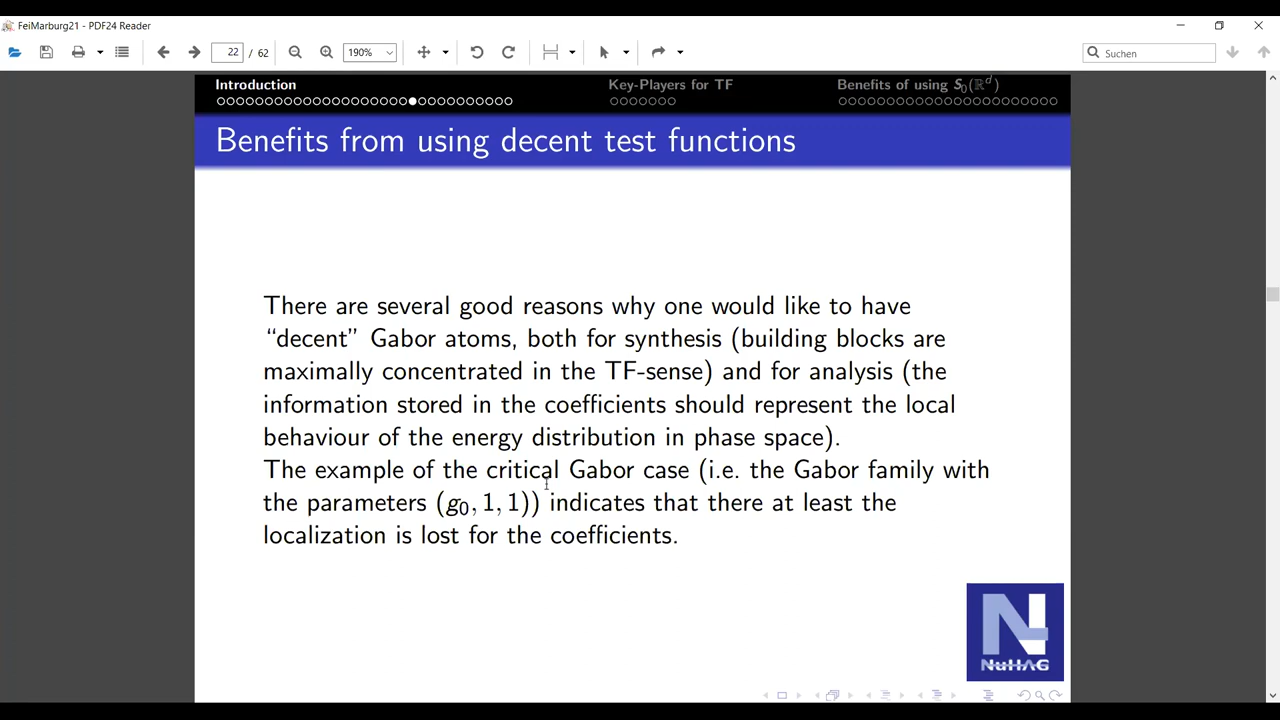 FeiMarburg21 - PDF24 Reader
22 / 62
190%
Suchen
Introduction
Key-Players for TF
Benefits of using S₀(ℝᵈ)
Benefits from using decent test functions
There are several good reasons why one would like to have
“decent” Gabor atoms, both for synthesis (building blocks are
maximally concentrated in the TF-sense) and for analysis (the
information stored in the coefficients should represent the local
behaviour of the energy distribution in phase space).
The example of the critical Gabor case (i.e. the Gabor family with
the parameters (g₀, 1, 1)) indicates that there at least the
localization is lost for the coefficients.
N
NuHAG